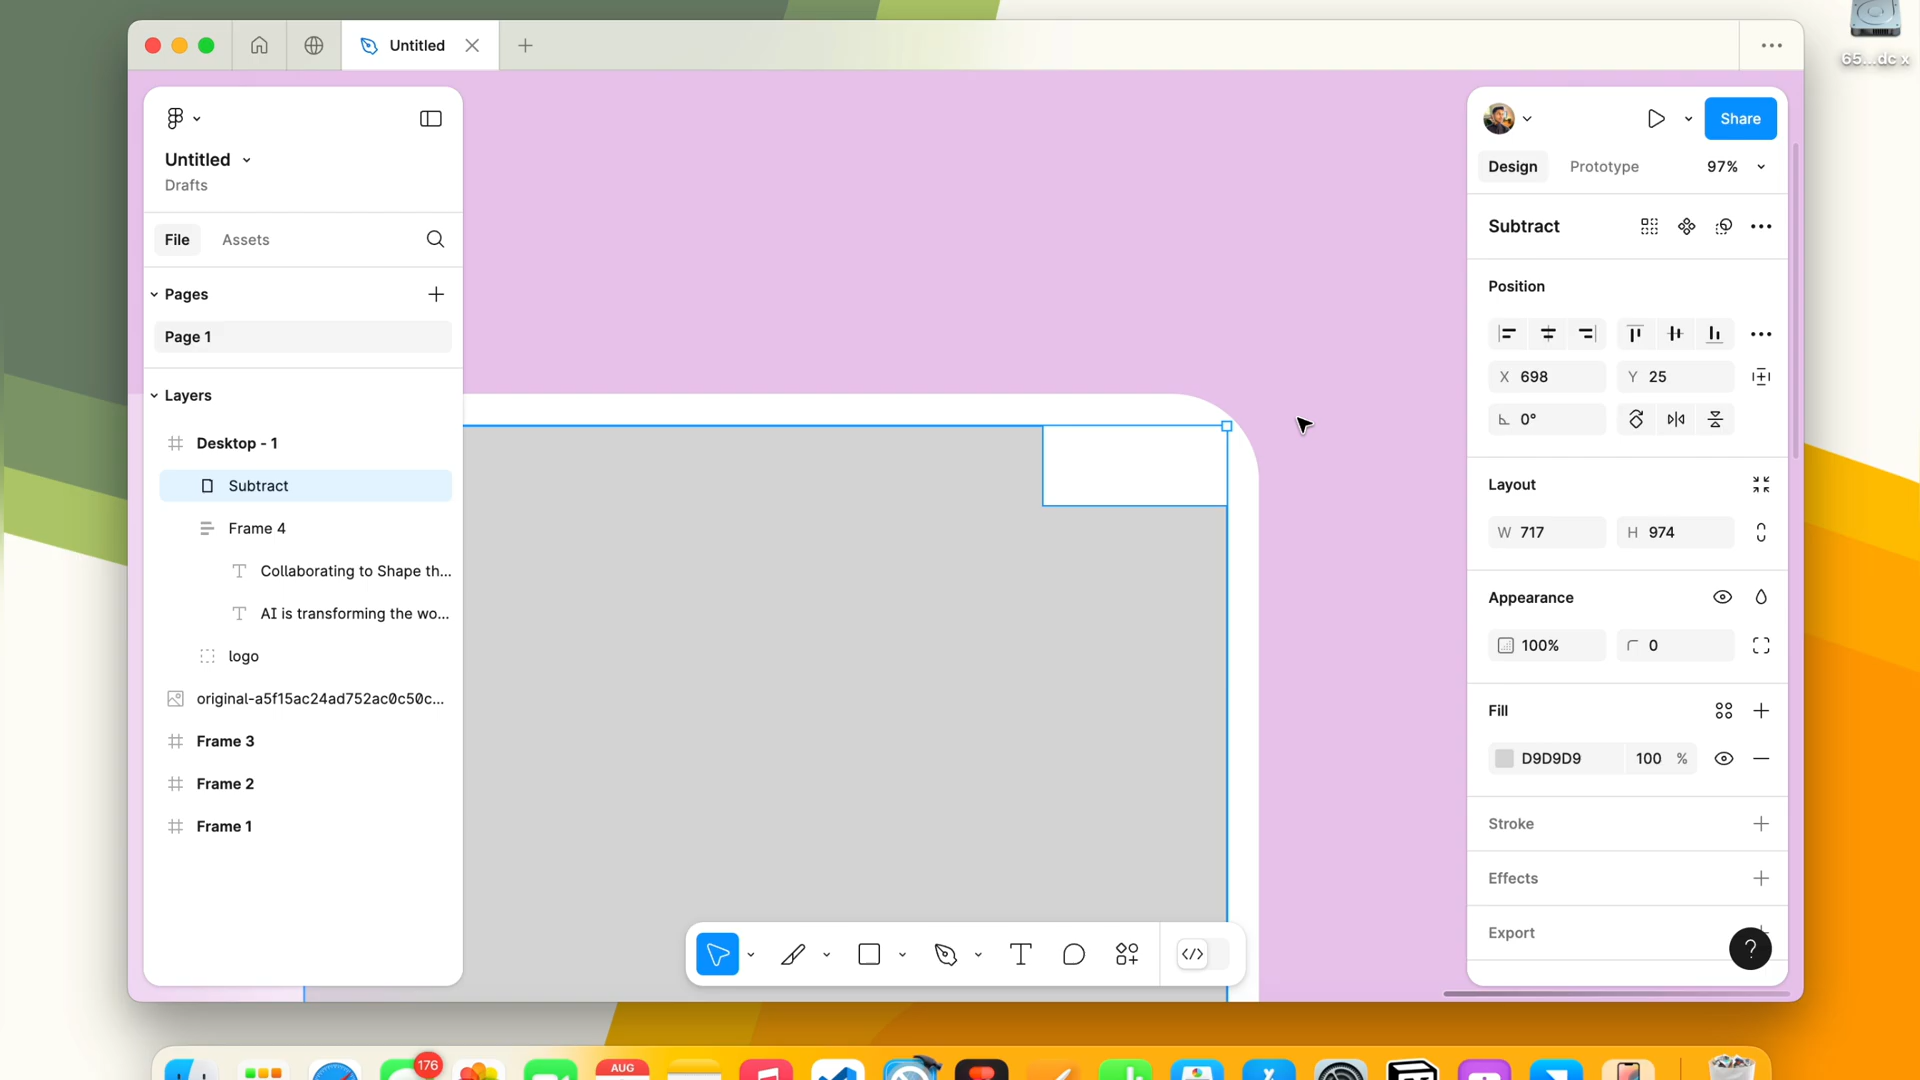 Untitled
65...dc x
Untitled
Drafts
Share
Design
Prototype
97%
File
Assets
Subtract
Pages
Position
Page 1
X 698
Y 25
Layers
0°
Desktop - 1
Subtract
Layout
Frame 4
W 717
H 974
Collaborating to Shape th...
AI is transforming the wo...
Appearance
logo
100%
0
original-a5f15ac24ad752ac0c50c...
Fill
Frame 3
D9D9D9
100 %
Frame 2
Frame 1
Stroke
Effects
Export
?
176
AUG